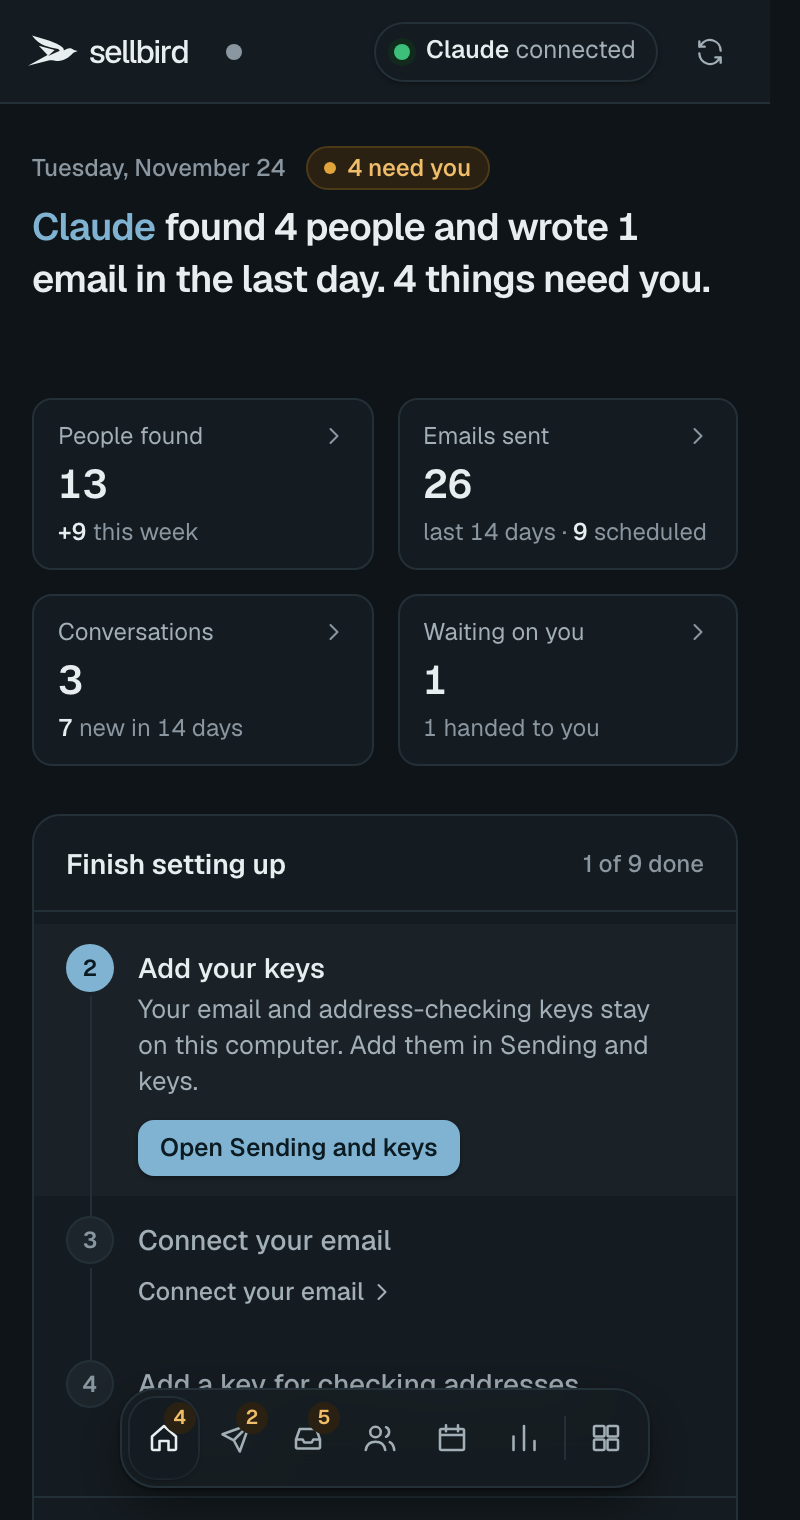 sellbird
Claude connected
Tuesday, November 24
4 need you
Claude found 4 people and wrote 1
email in the last day. 4 things need you.
People found
13
+9 this week
Emails sent
26
last 14 days · 9 scheduled
Conversations
3
7 new in 14 days
Waiting on you
1
1 handed to you
Finish setting up
1 of 9 done
2
Add your keys
Your email and address-checking keys stay
on this computer. Add them in Sending and
keys.
Open Sending and keys
3
Connect your email
Connect your email
4
Add a key for checking addresses
4
2
5